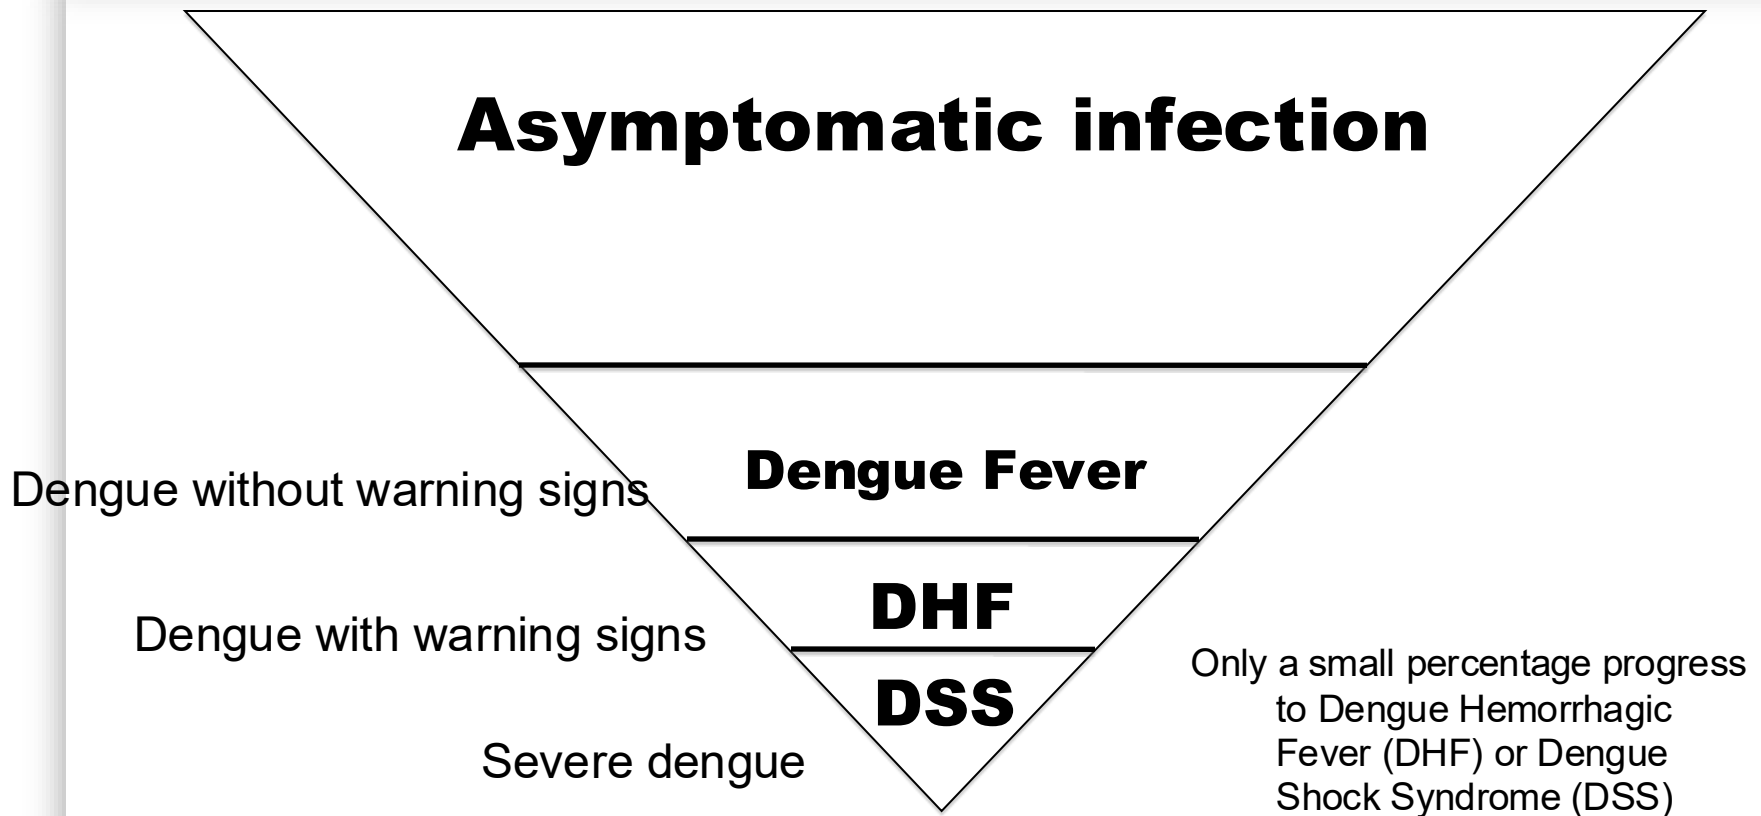 Asymptomatic infection
Dengue Fever
Dengue without warning signs
DHF
Dengue with warning signs
DSS
Severe dengue
Only a small percentage progress
to Dengue Hemorrhagic
Fever (DHF) or Dengue
Shock Syndrome (DSS)